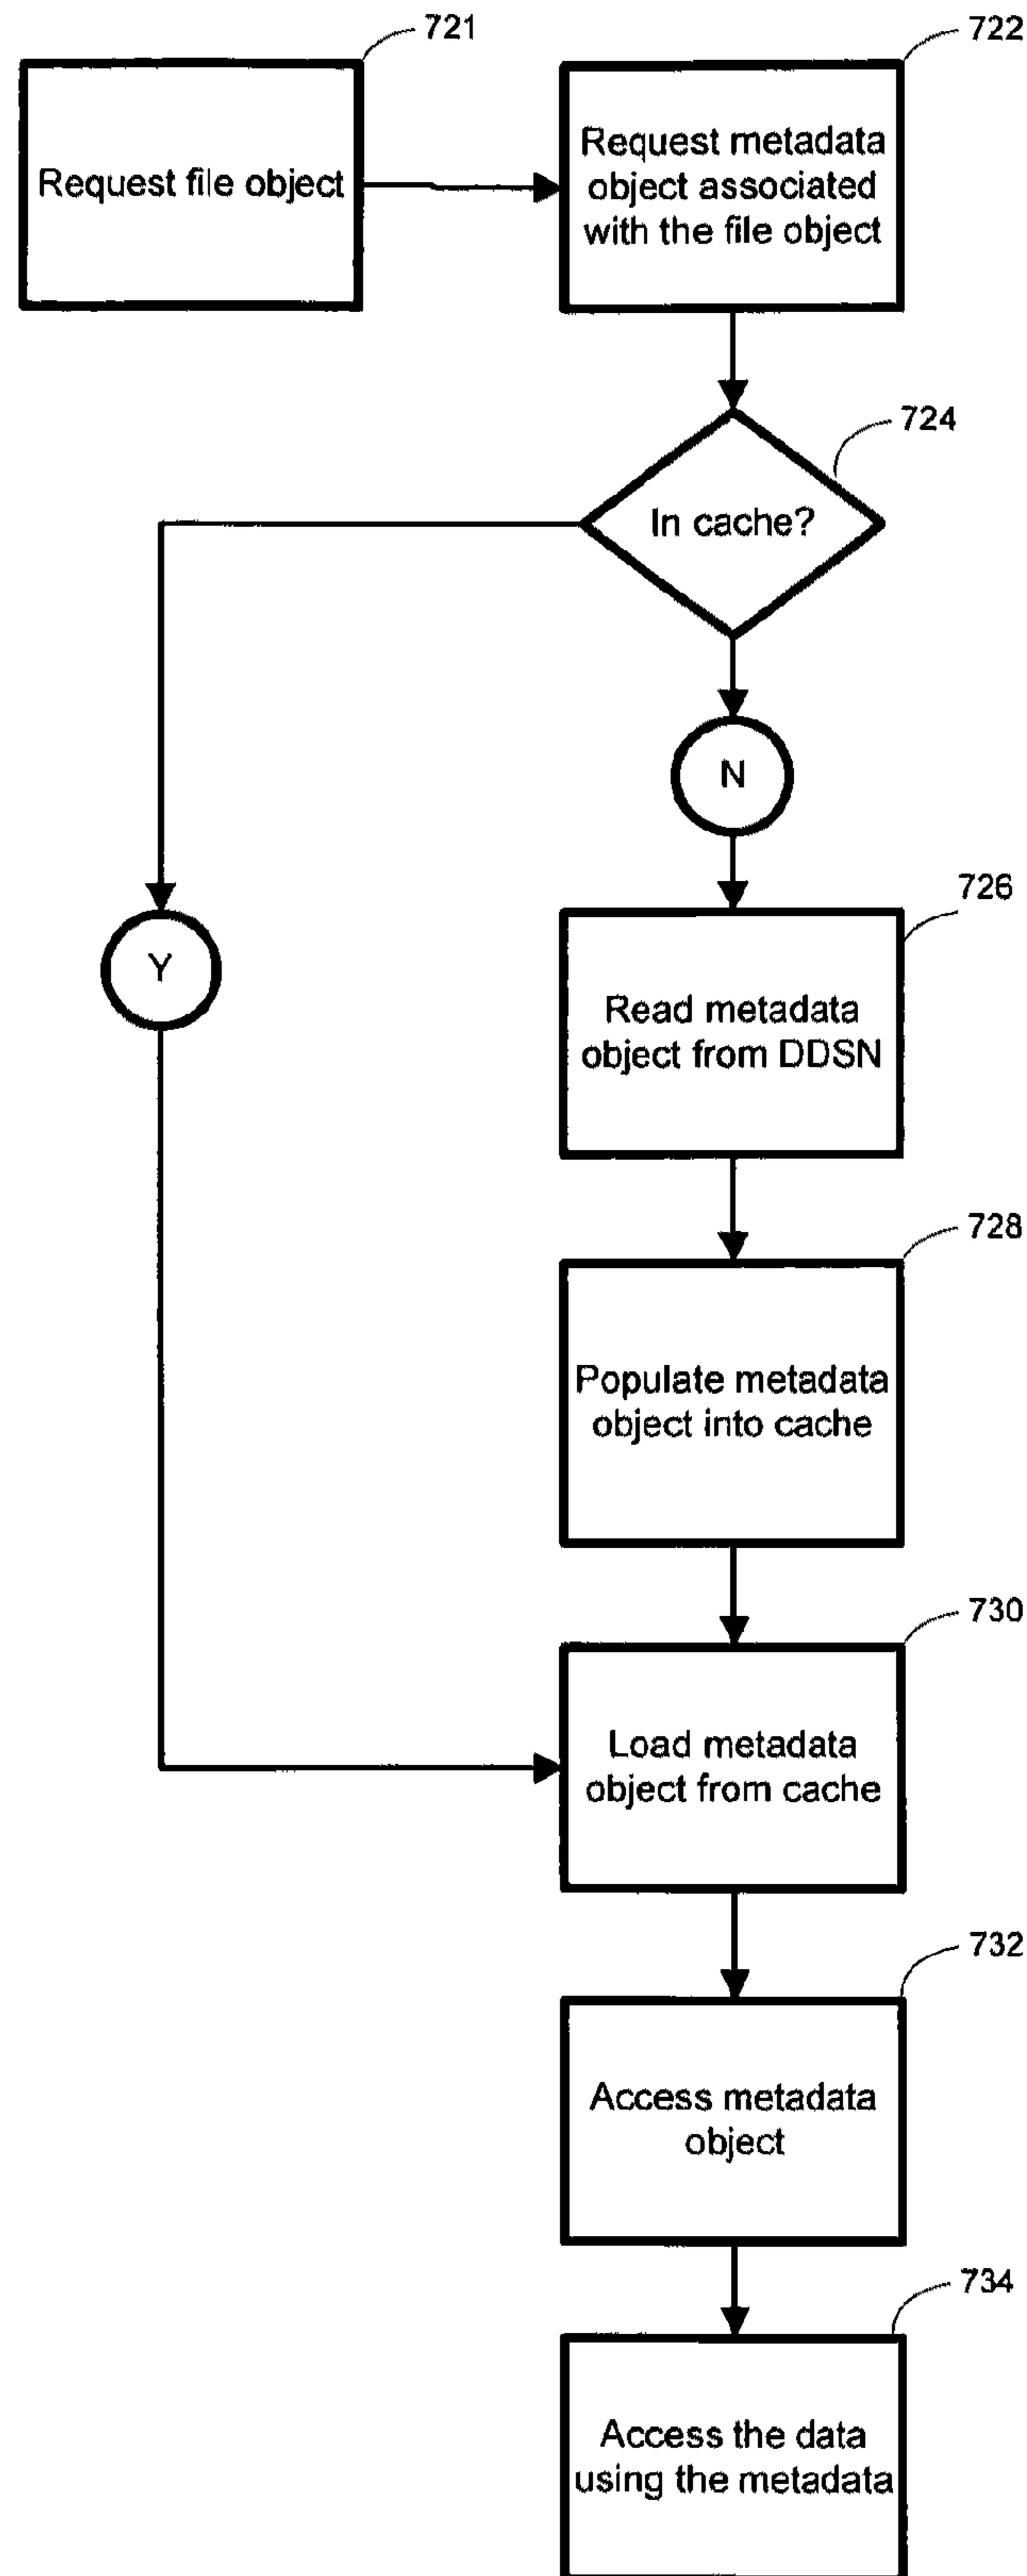 721
722
Request file object
Request metadata
object associated
with the file object
724
In cache?
N
726
Y
Read metadata
object from DDSN
728
Populate metadata
object into cache
730
Load metadata
object from cache
732
Access metadata
object
734
Access the data
using the metadata